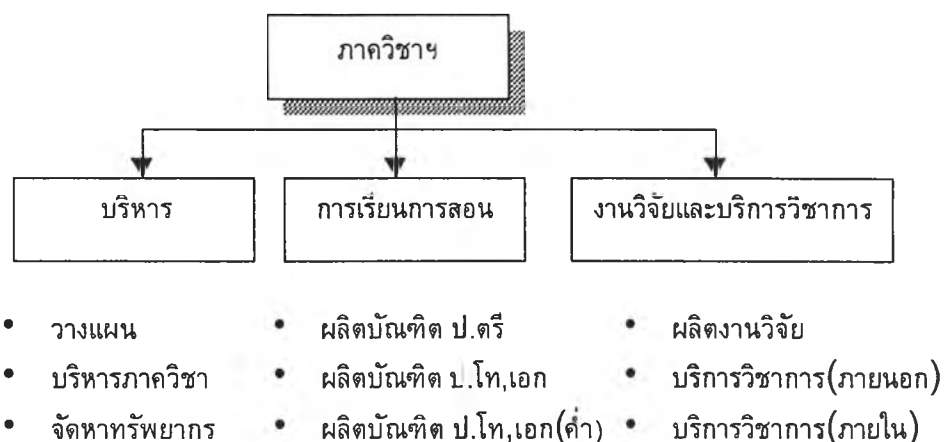 ภาควิชาฯ
บริหาร
การเรียนการสอน
งานวิจัยและบริการวิชาการ
• วางแผน
• บริหารภาควิชา
• จัดหาทรัพยากร
• ผลิตบัณฑิต ป.ตรี
• ผลิตบัณฑิต ป.โท,เอก
• ผลิตบัณฑิต ป.โท,เอก(ค่ำ)
• ผลิตงานวิจัย
• บริการวิชาการ(ภายนอก)
• บริการวิชาการ(ภายใน)